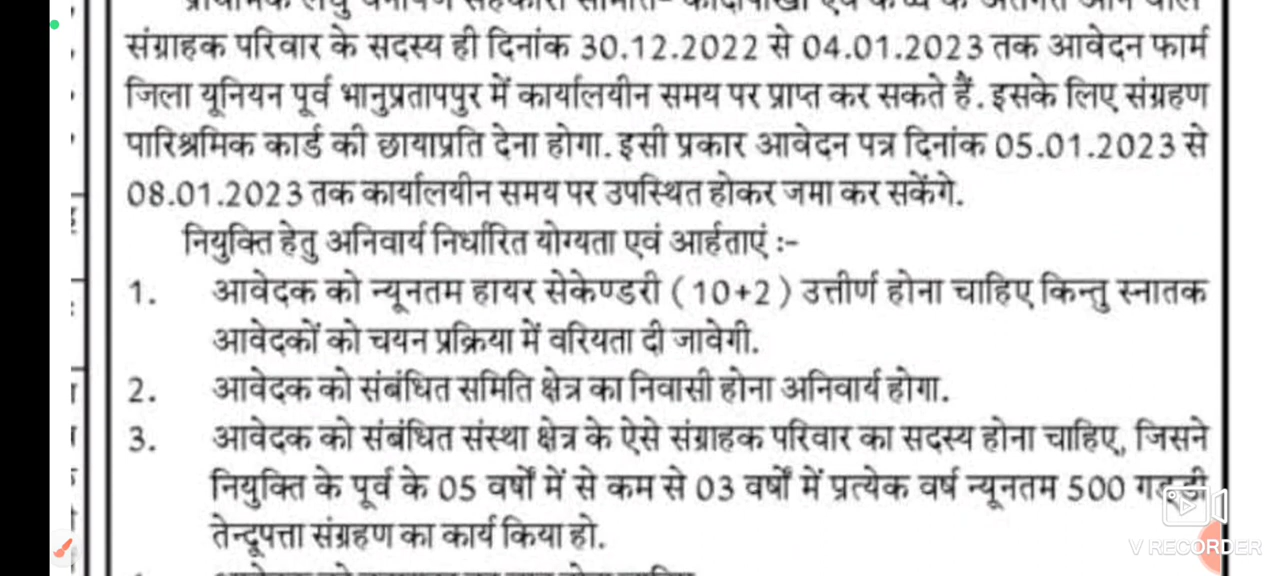 संग्राहक परिवार के सदस्य ही दिनांक 30.12.2022 से 04.01.2023 तक आवेदन फार्म
जिला यूनियन पूर्व भानुप्रतापपुर में कार्यालयीन समय पर प्राप्त कर सकते हैं. इसके लिए संग्रहण
पारिश्रमिक कार्ड की छायाप्रति देना होगा. इसी प्रकार आवेदन पत्र दिनांक 05.01.2023 से
08.01.2023 तक कार्यालयीन समय पर उपस्थित होकर जमा कर सकेंगे.
नियुक्ति हेतु अनिवार्य निर्धारित योग्यता एवं आर्हताएं :-
1. आवेदक को न्यूनतम हायर सेकेण्डरी (10+2) उत्तीर्ण होना चाहिए किन्तु स्नातक
आवेदकों को चयन प्रक्रिया में वरियता दी जावेगी.
2. आवेदक को संबंधित समिति क्षेत्र का निवासी होना अनिवार्य होगा.
3. आवेदक को संबंधित संस्था क्षेत्र के ऐसे संग्राहक परिवार का सदस्य होना चाहिए, जिसने
नियुक्ति के पूर्व के 05 वर्षों में से कम से 03 वर्षों में प्रत्येक वर्ष न्यूनतम 500 गड्डी
तेन्दूपत्ता संग्रहण का कार्य किया हो.
V RECORDER